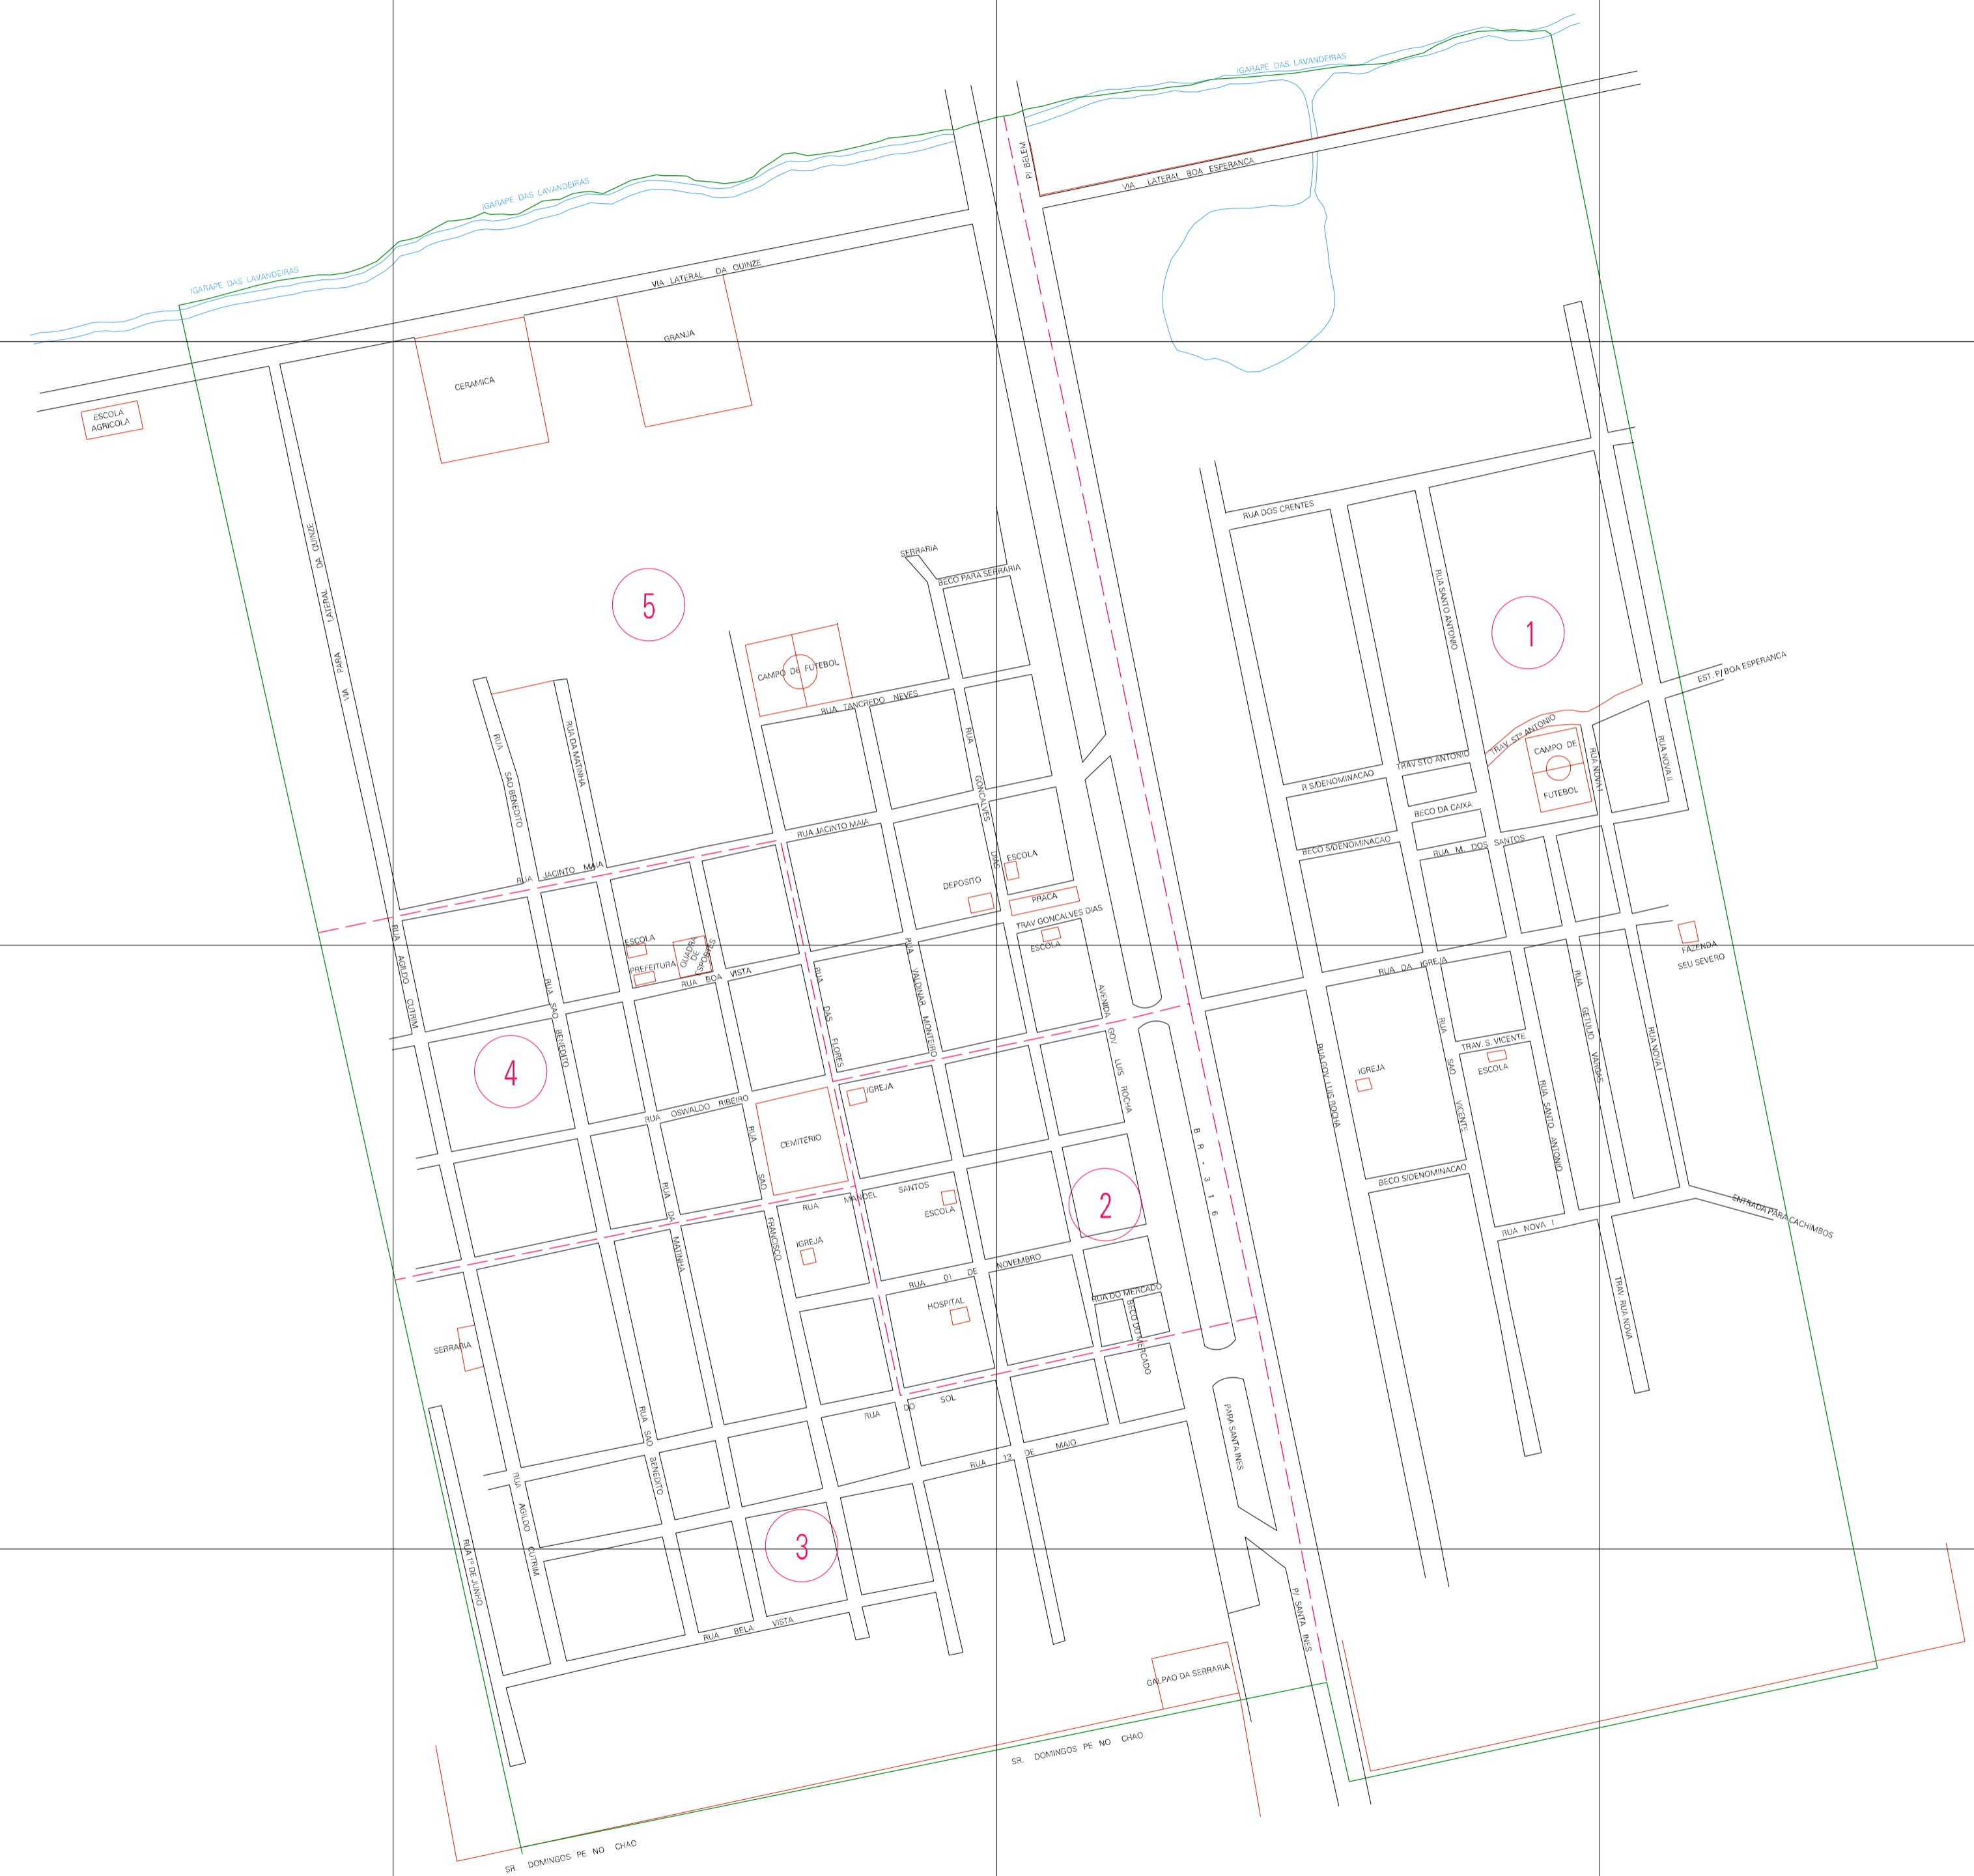 IGARAPE DAS LAVANDEIRAS
IGARAPE DAS LAVANDEIRAS
IGARAPE DAS LAVANDEIRAS
P/ BELEM
VIA LATERAL BOA ESPERANCA
VIA LATERAL DA QUINZE
GRANJA
CERAMICA
ESCOLA
AGRICOLA
VIA PARA LATERAL DA QUINZE
RUA DOS CRENTES
SERRARIA
BECO PARA SERRARIA
5
1
RUA SANTO ANTONIO
EST. P/ BOA ESPERANCA
CAMPO DE FUTEBOL
RUA TANCREDO NEVES
RUA SAO BENEDITO
RUA DA MATINHA
RUA GONCALVES DIAS
TRAV. STº ANTONIO
TRAV STO ANTONIO
CAMPO DE
FUTEBOL
RUA NOVA I
RUA NOVA II
R S/DENOMINACAO
BECO DA CAIXA
BECO S/DENOMINACAO
RUA M. DOS SANTOS
RUA JACINTO MAIA
RUA JACINTO MAIA
ESCOLA
DEPOSITO
PRACA
TRAV GONCALVES DIAS
ESCOLA
ESCOLA
PREFEITURA
QUADRA
DE
ESPORTES
RUA BOA VISTA
FAZENDA
SEU SEVERO
RUA DA IGREJA
RUA AGILDO CUTRIM
RUA SAO BENEDITO
RUA DAS FLORES
RUA VALDINAR MONTEIRO
AVENIDA GOV LUIS ROCHA
RUA GOV. LUIS ROCHA
RUA SAO VICENTE
TRAV. S. VICENTE
ESCOLA
IGREJA
RUA SANTO ANTONIO
RUA GETULIO VARGAS
RUA NOVA I
4
IGREJA
RUA OSWALDO RIBEIRO
CEMITERIO
BR-316
BECO S/DENOMINACAO
RUA NOVA I
ENTRADA PARA CACHIMBOS
TRAV. RUA NOVA
2
RUA MANOEL SANTOS
ESCOLA
RUA SAO FRANCISCO
RUA DA MATINHA
IGREJA
RUA 01 DE NOVEMBRO
HOSPITAL
RUA DO MERCADO
BECO DO MERCADO
SERRARIA
RUA DO SOL
PARA SANTA INES
RUA 13 DE MAIO
RUA SAO BENEDITO
RUA AGILDO CUTRIM
RUA 1º DE JUNHO
3
P/ SANTA INES
RUA BELA VISTA
GALPAO DA SERRARIA
SR. DOMINGOS PE NO CHAO
SR. DOMINGOS PE NO CHAO